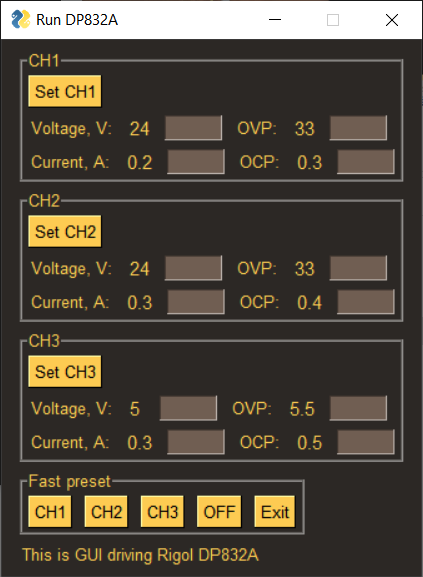 Run DP832A
CH1
Set CH1
Voltage, V: 24 OVP: 33
Current, A: 0.2 OCP: 0.3
CH2
Set CH2
Voltage, V: 24 OVP: 33
Current, A: 0.3 OCP: 0.4
CH3
Set CH3
Voltage, V: 5 OVP: 5.5
Current, A: 0.3 OCP: 0.5
Fast preset
CH1 CH2 CH3 OFF Exit
This is GUI driving Rigol DP832A